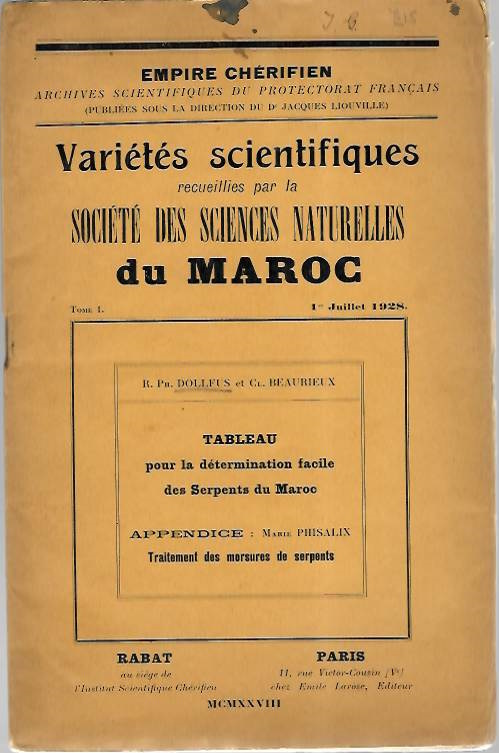 J. C.
EMPIRE CHÉRIFIEN
ARCHIVES SCIENTIFIQUES DU PROTECTORAT FRANÇAIS
(PUBLIÉES SOUS LA DIRECTION DU Dr JACQUES LIOUVILLE)
Variétés scientifiques
recueillies par la
SOCIÉTÉ DES SCIENCES NATURELLES
du MAROC
Tome I.
1er Juillet 1928.
R. Ph. DOLLFUS et Cl. BEAURIEUX
TABLEAU
pour la détermination facile
des Serpents du Maroc
APPENDICE : Marie PHISALIX
Traitement des morsures de serpents
RABAT
au siège de
l'Institut Scientifique Chérifien
PARIS
11, rue Victor-Cousin (Ve)
chez Emile Larose, Editeur
MCMXXVIII